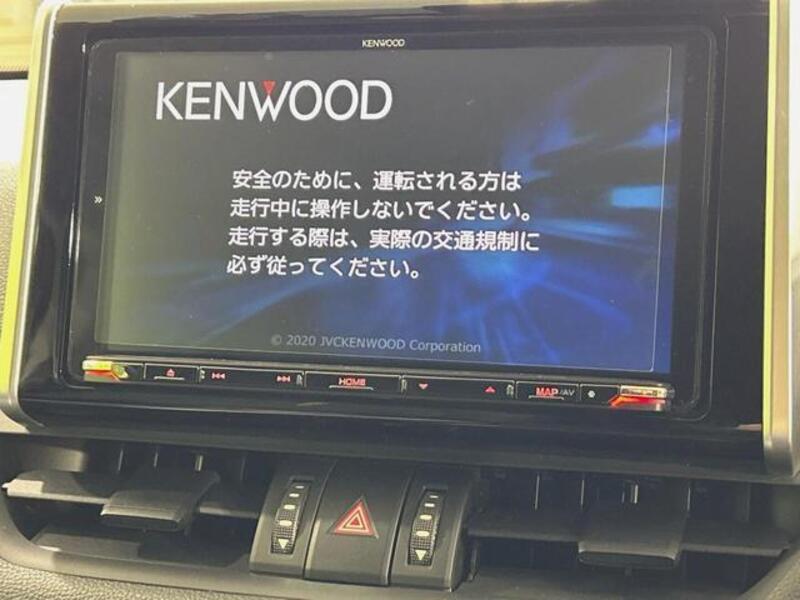 KENWOOD
KENWOOD
安全のために、運転される方は
走行中に操作しないでください。
走行する際は、実際の交通規制に
必ず従ってください。
© 2020 JVCKENWOOD Corporation
HOME
MAP/AV